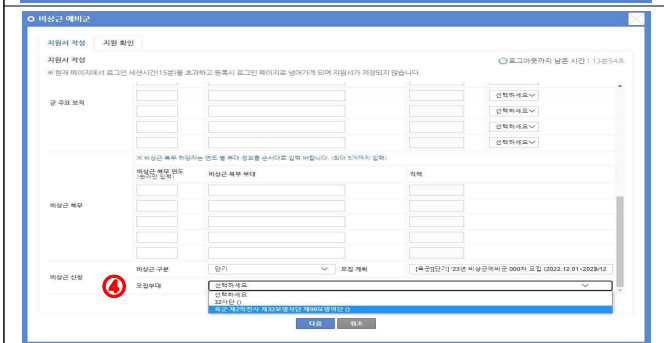 비상근 예비군
지원서 작성 지원 확인
지원서 작성 로그아웃까지 남은 시간 : 13분54초
※ 현재 페이지에서 로그인 세션시간(15분)을 초과하고 등록시 로그인 페이지로 넘어가게 되며 지원서가 저장되지 않습니다.
군 주요 보직
선택하세요
선택하세요
선택하세요
선택하세요
※ 비상근 복무 해당자는 연도 별 부대 정보를 순서대로 입력 바랍니다. (최대 5개까지 입력)
비상근 복무 연도 비상근 복무 부대 직책
(숫자만 입력)
비상근 복무
비상근 구분 단기 모집 계획 [육군][단기] '23년 비상근예비군 000차 모집 (2022.12.01~2023/12
비상근 신청
④ 모집부대 선택하세요
선택하세요
32사단 ()
육군 제2작전사 제32보병사단 제99보병여단 ()
다음 취소